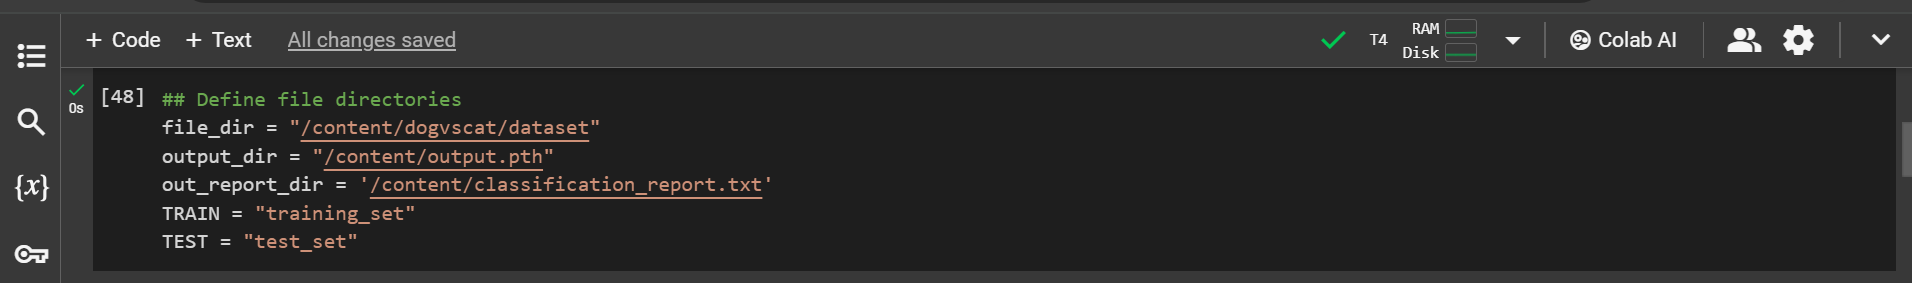 + Code + Text All changes saved T4 RAM Disk Colab AI
0s [48] ## Define file directories
file_dir = "/content/dogvscat/dataset"
output_dir = "/content/output.pth"
out_report_dir = '/content/classification_report.txt'
TRAIN = "training_set"
{x}
TEST = "test_set"